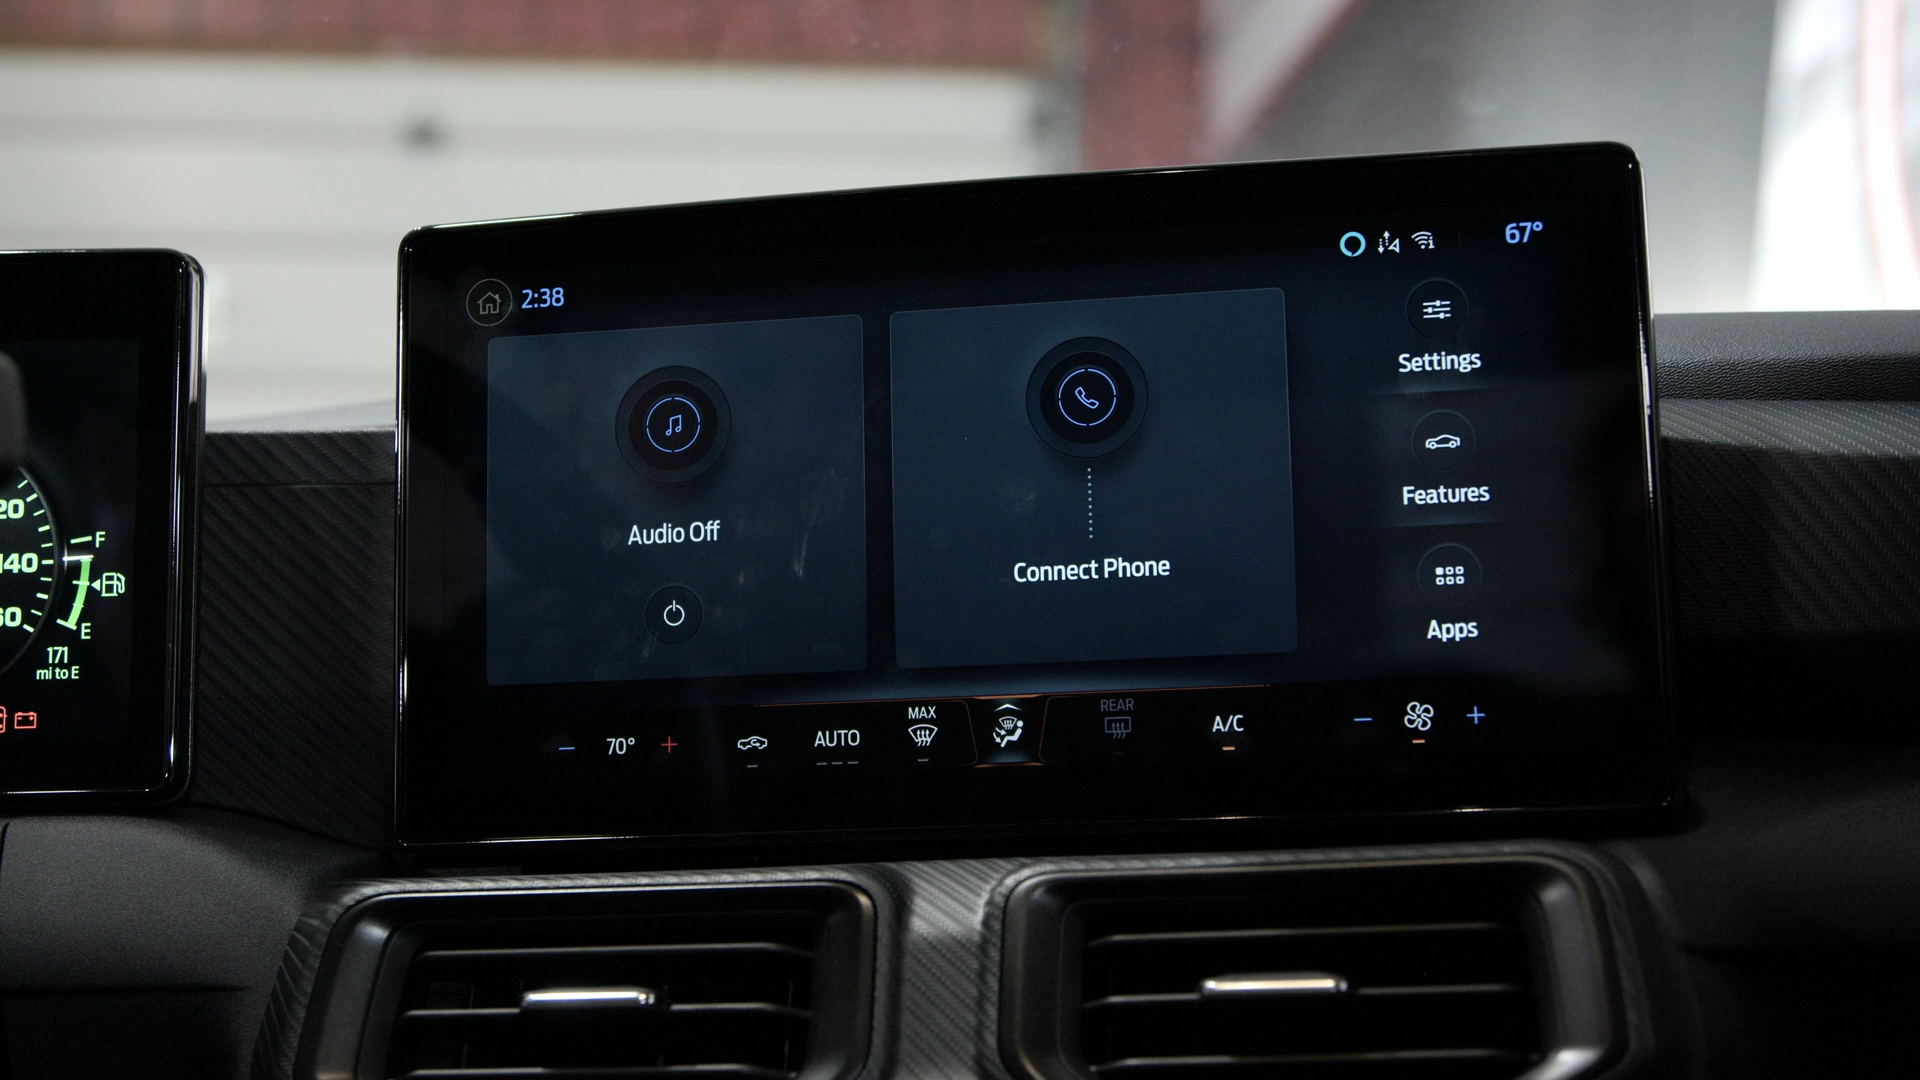 67°
2:38
Settings
Features
Audio Off
Connect Phone
Apps
MAX
REAR
70°
AUTO
A/C
20
140
60
F
E
171
mi to E